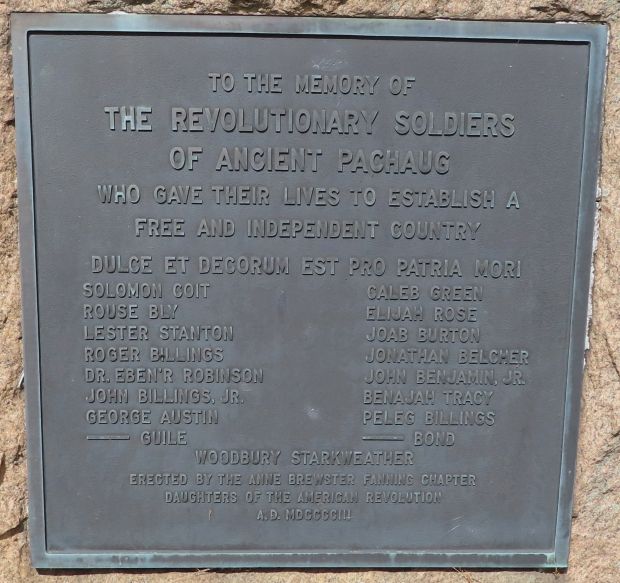 TO THE MEMORY OF
THE REVOLUTIONARY SOLDIERS
OF ANCIENT PACHAUG
WHO GAVE THEIR LIVES TO ESTABLISH A
FREE AND INDEPENDENT COUNTRY
DULCE ET DECORUM EST PRO PATRIA MORI
SOLOMON COIT CALEB GREEN
ROUSE BLY ELIJAH ROSE
LESTER STANTON JOAB BURTON
ROGER BILLINGS JONATHAN BELCHER
DR. EBEN'R ROBINSON JOHN BENJAMIN, JR.
JOHN BILLINGS, JR. BENAJAH TRACY
GEORGE AUSTIN PELEG BILLINGS
—— GUILE —— BOND
WOODBURY STARKWEATHER
ERECTED BY THE ANNE BREWSTER FANNING CHAPTER
DAUGHTERS OF THE AMERICAN REVOLUTION
A.D. MDCCCCIII